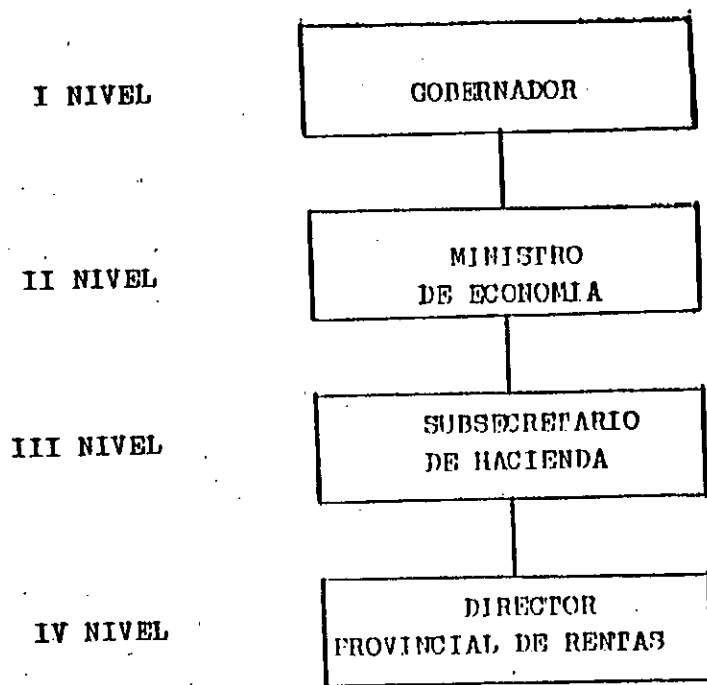 I NIVEL
GOBERNADOR
II NIVEL
MINISTRO
DE ECONOMIA
III NIVEL
SUBSECRETARIO
DE HACIENDA
IV NIVEL
DIRECTOR
PROVINCIAL DE RENTAS